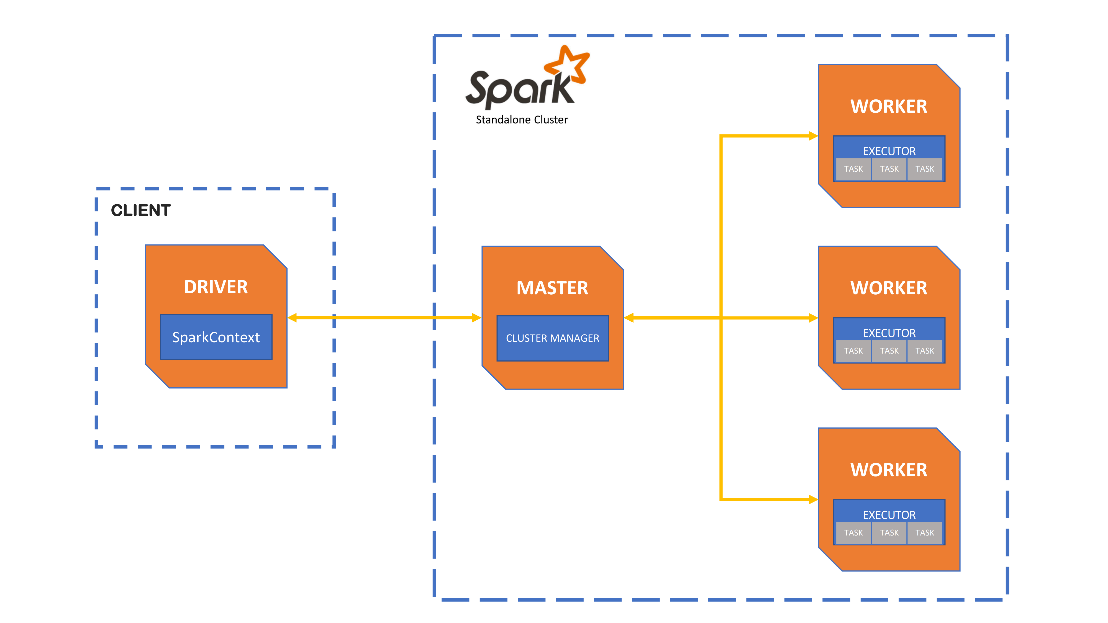 Spark
Standalone Cluster
CLIENT
DRIVER
SparkContext
MASTER
CLUSTER MANAGER
WORKER
EXECUTOR
TASK TASK TASK
WORKER
EXECUTOR
TASK TASK TASK
WORKER
EXECUTOR
TASK TASK TASK